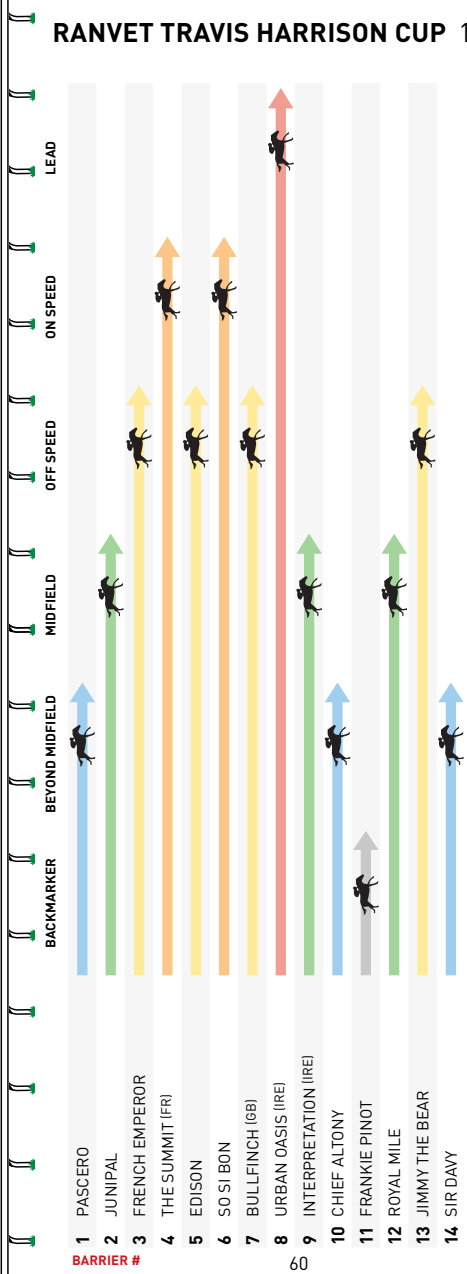 RANVET TRAVIS HARRISON CUP 1
LEAD
ON SPEED
OFF SPEED
MIDFIELD
BEYOND MIDFIELD
BACKMARKER
1 PASCERO
2 JUNIPAL
3 FRENCH EMPEROR
4 THE SUMMIT (FR)
5 EDISON
6 SO SI BON
7 BULLFINCH (GB)
8 URBAN OASIS (IRE)
9 INTERPRETATION (IRE)
10 CHIEF ALTONY
11 FRANKIE PINOT
12 ROYAL MILE
13 JIMMY THE BEAR
14 SIR DAVY
BARRIER #
60